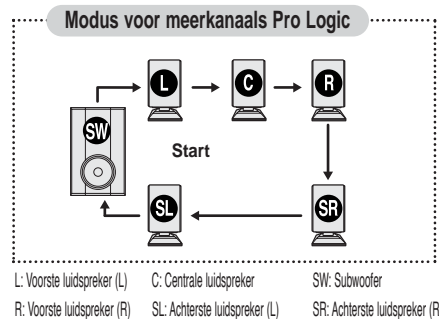 Modus voor meerkanaals Pro Logic
L C R
SW
Start
SL SR
L: Voorste luidspreker (L) C: Centrale luidspreker SW: Subwoofer
R: Voorste luidspreker (R) SL: Achterste luidspreker (L) SR: Achterste luidspreker (R